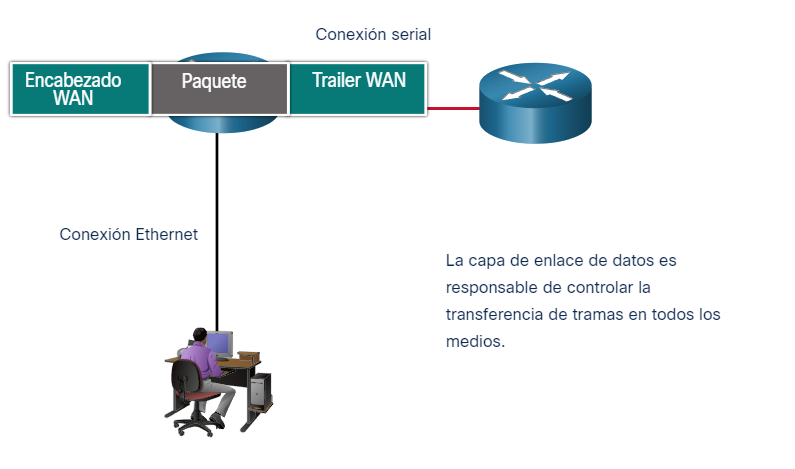 Conexión serial
Encabezado
WAN
Paquete
Trailer WAN
Conexión Ethernet
La capa de enlace de datos es
responsable de controlar la
transferencia de tramas en todos los
medios.